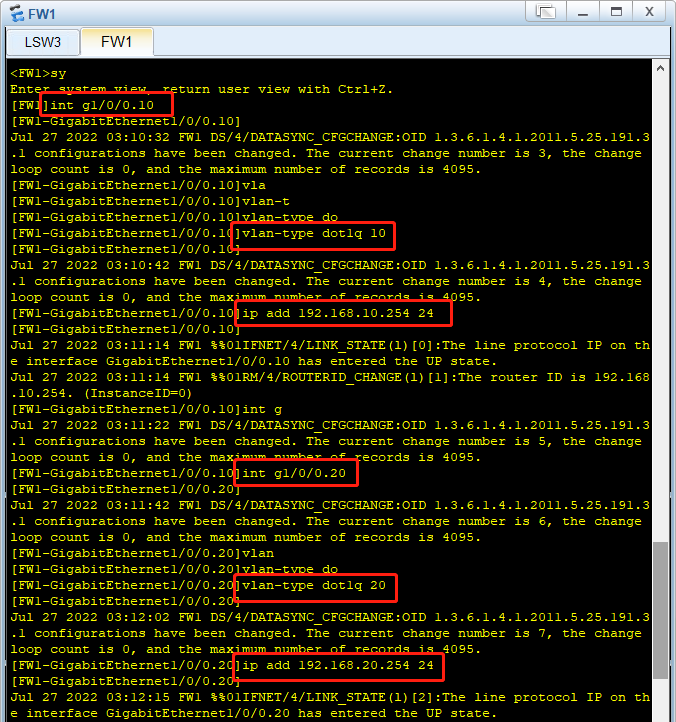 FW1
LSW3
FW1
<FW1>sy
Enter system view, return user view with Ctrl+Z.
[FW1]int g1/0/0.10
[FW1-GigabitEthernet1/0/0.10]
Jul 27 2022 03:10:32 FW1 DS/4/DATASYNC_CFGCHANGE:OID 1.3.6.1.4.1.2011.5.25.191.3
.1 configurations have been changed. The current change number is 3, the change
loop count is 0, and the maximum number of records is 4095.
[FW1-GigabitEthernet1/0/0.10]vla
[FW1-GigabitEthernet1/0/0.10]vlan-t
[FW1-GigabitEthernet1/0/0.10]vlan-type do
[FW1-GigabitEthernet1/0/0.10]vlan-type dot1q 10
[FW1-GigabitEthernet1/0/0.10]
Jul 27 2022 03:10:42 FW1 DS/4/DATASYNC_CFGCHANGE:OID 1.3.6.1.4.1.2011.5.25.191.3
.1 configurations have been changed. The current change number is 4, the change
loop count is 0, and the maximum number of records is 4095.
[FW1-GigabitEthernet1/0/0.10]ip add 192.168.10.254 24
[FW1-GigabitEthernet1/0/0.10]
Jul 27 2022 03:11:14 FW1 %%01IFNET/4/LINK_STATE(l)[0]:The line protocol IP on th
e interface GigabitEthernet1/0/0.10 has entered the UP state.
Jul 27 2022 03:11:14 FW1 %%01RM/4/ROUTERID_CHANGE(l)[1]:The router ID is 192.168
.10.254. (InstanceID=0)
[FW1-GigabitEthernet1/0/0.10]int g
Jul 27 2022 03:11:22 FW1 DS/4/DATASYNC_CFGCHANGE:OID 1.3.6.1.4.1.2011.5.25.191.3
.1 configurations have been changed. The current change number is 5, the change
loop count is 0, and the maximum number of records is 4095.
[FW1-GigabitEthernet1/0/0.10]int g1/0/0.20
[FW1-GigabitEthernet1/0/0.20]
Jul 27 2022 03:11:42 FW1 DS/4/DATASYNC_CFGCHANGE:OID 1.3.6.1.4.1.2011.5.25.191.3
.1 configurations have been changed. The current change number is 6, the change
loop count is 0, and the maximum number of records is 4095.
[FW1-GigabitEthernet1/0/0.20]vlan
[FW1-GigabitEthernet1/0/0.20]vlan-type do
[FW1-GigabitEthernet1/0/0.20]vlan-type dot1q 20
[FW1-GigabitEthernet1/0/0.20]
Jul 27 2022 03:12:02 FW1 DS/4/DATASYNC_CFGCHANGE:OID 1.3.6.1.4.1.2011.5.25.191.3
.1 configurations have been changed. The current change number is 7, the change
loop count is 0, and the maximum number of records is 4095.
[FW1-GigabitEthernet1/0/0.20]ip add 192.168.20.254 24
[FW1-GigabitEthernet1/0/0.20]
Jul 27 2022 03:12:15 FW1 %%01IFNET/4/LINK_STATE(l)[2]:The line protocol IP on th
e interface GigabitEthernet1/0/0.20 has entered the UP state.